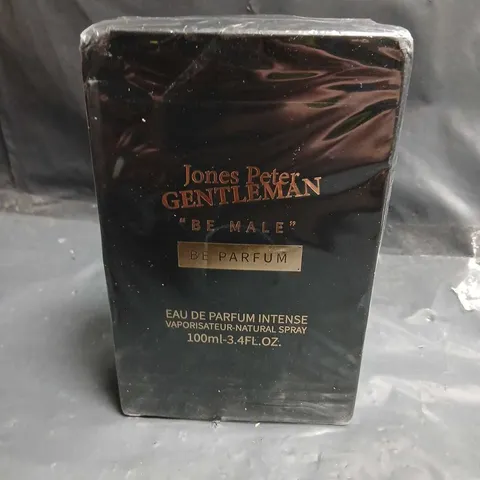 Jones Peter
GENTLEMAN
"BE MALE"
BE PARFUM
EAU DE PARFUM INTENSE
VAPORISATEUR-NATURAL SPRAY
100ml-3.4FL.OZ.